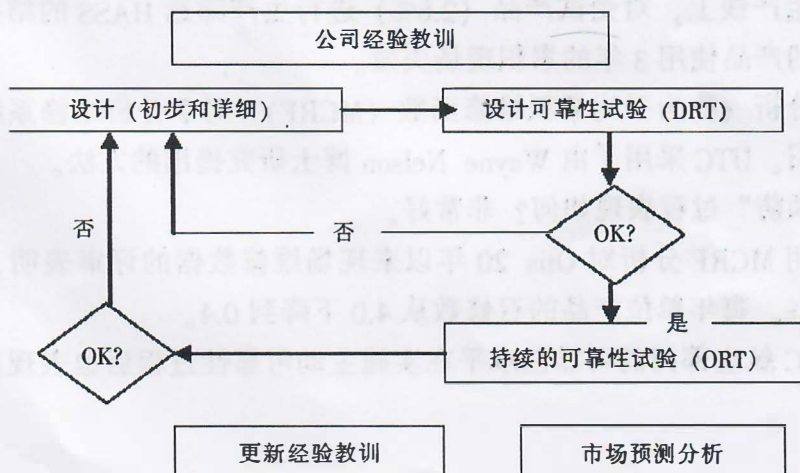 公司经验教训
设计（初步和详细）
设计可靠性试验（DRT）
否
否
OK?
是
OK?
持续的可靠性试验（ORT）
更新经验教训
市场预测分析